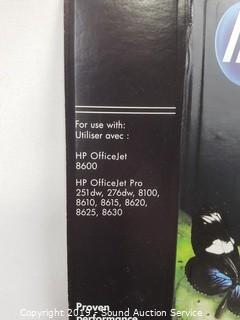 For use with:
Utiliser avec :
HP OfficeJet
8600
HP OfficeJet Pro
251dw, 276dw, 8100,
8610, 8615, 8620,
8625, 8630
Proven
performance
Copyright 2019 - Sound Auction Service